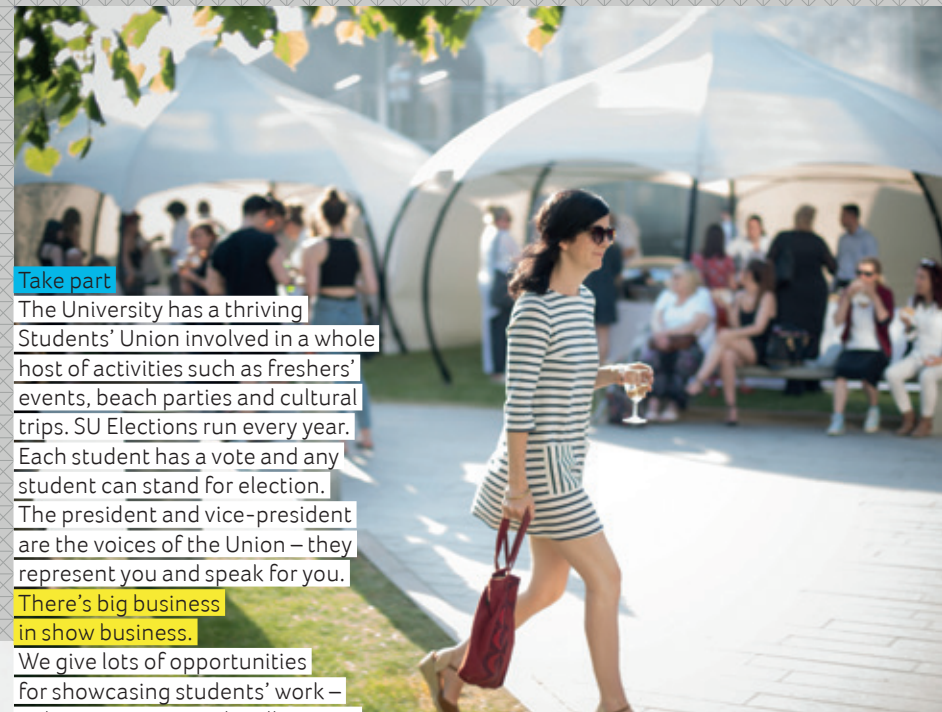 Take part
The University has a thriving
Students’ Union involved in a whole
host of activities such as freshers’
events, beach parties and cultural
trips. SU Elections run every year.
Each student has a vote and any
student can stand for election.
The president and vice-president
are the voices of the Union – they
represent you and speak for you.
There’s big business
in show business.
We give lots of opportunities
for showcasing students’ work –